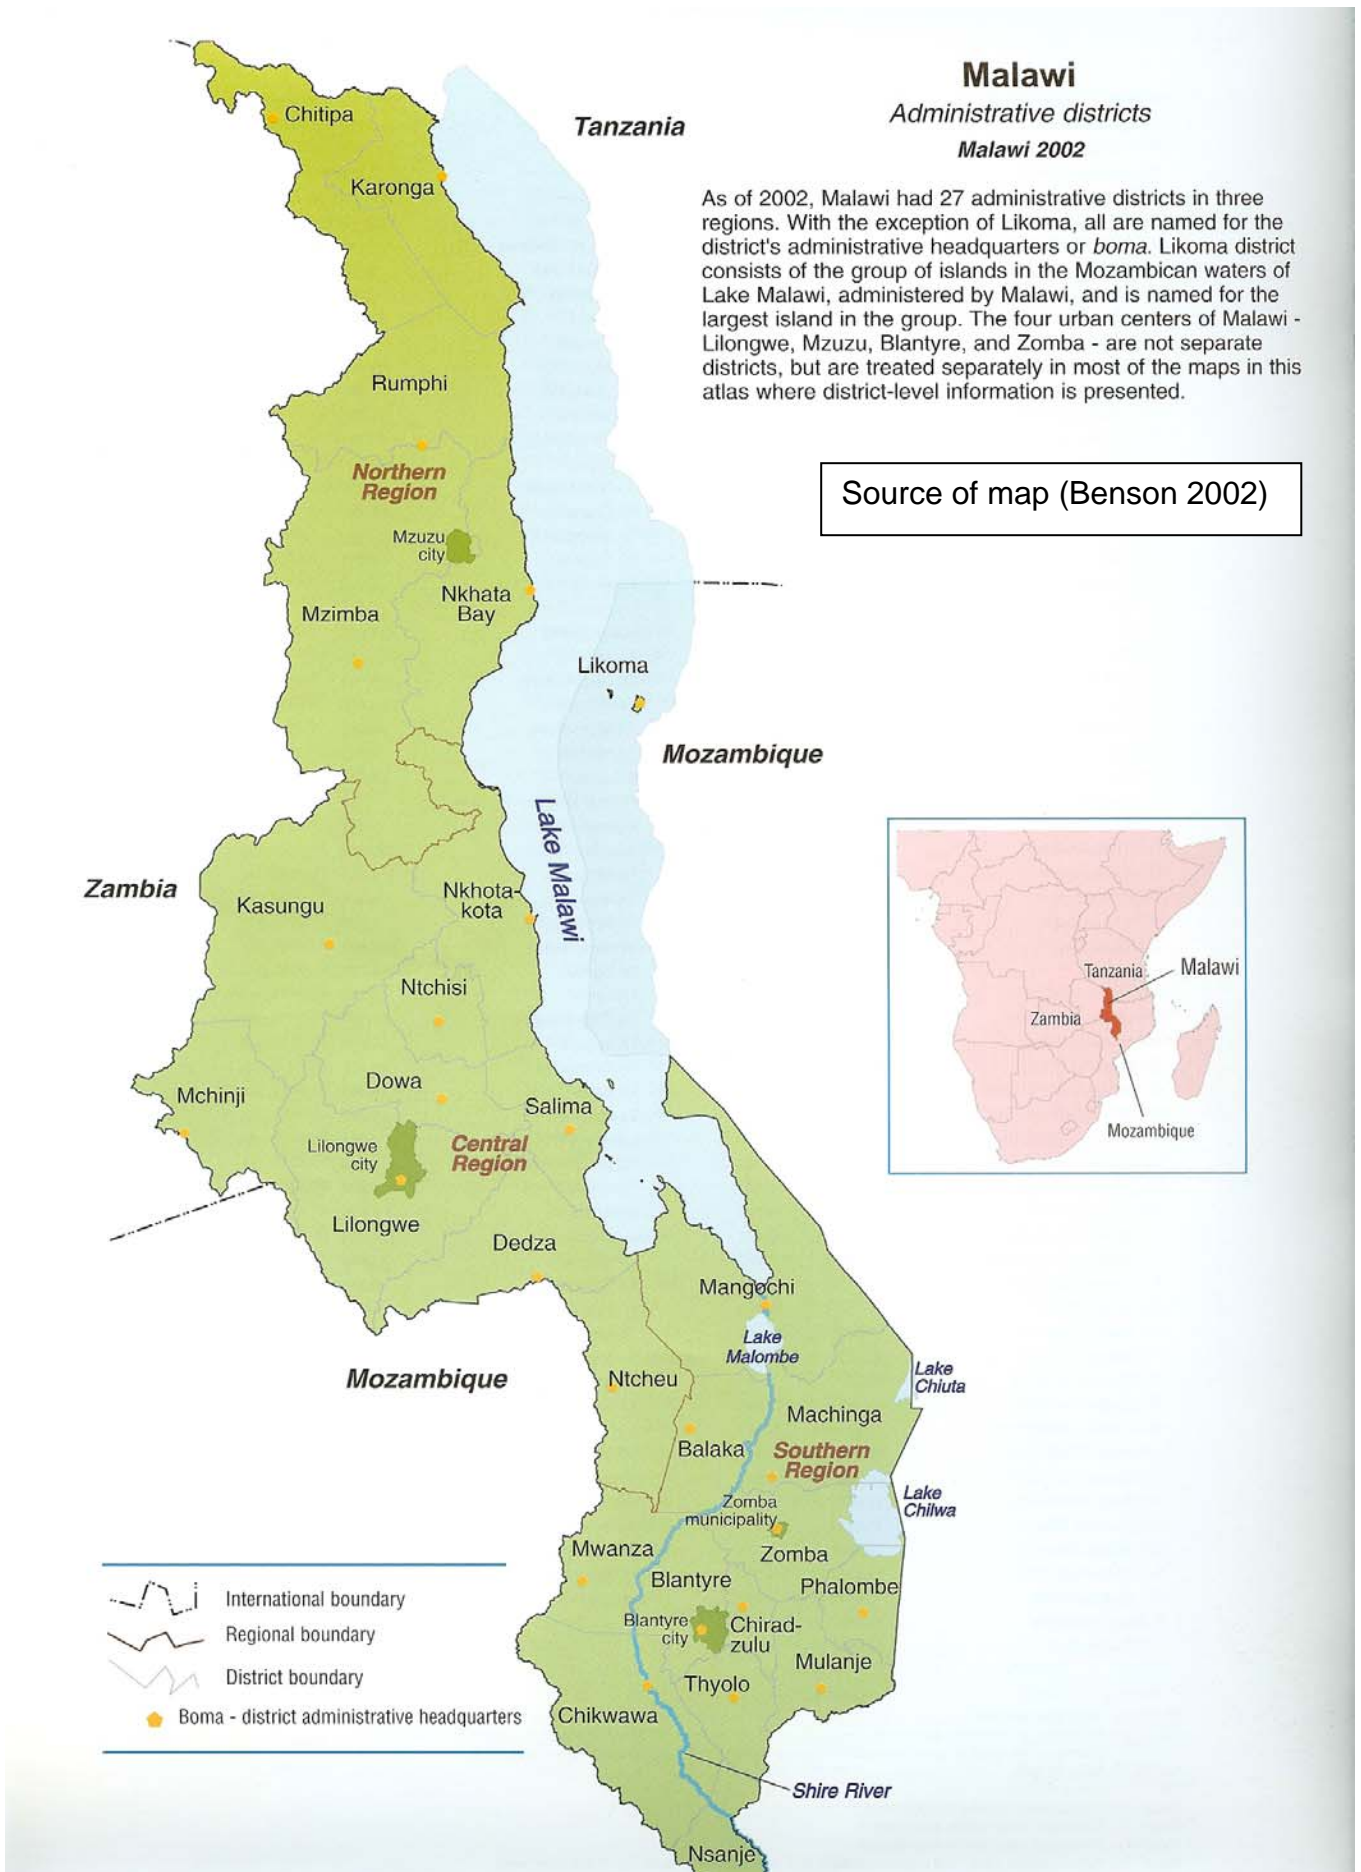 Malawi
Administrative districts
Malawi 2002
As of 2002, Malawi had 27 administrative districts in three
regions. With the exception of Likoma, all are named for the
district's administrative headquarters or boma. Likoma district
consists of the group of islands in the Mozambican waters of
Lake Malawi, administered by Malawi, and is named for the
largest island in the group. The four urban centers of Malawi -
Lilongwe, Mzuzu, Blantyre, and Zomba - are not separate
districts, but are treated separately in most of the maps in this
atlas where district-level information is presented.
Source of map (Benson 2002)
Chitipa
Tanzania
Karonga
Rumphi
Northern
Region
Mzuzu
city
Nkhata
Bay
Mzimba
Likoma
Mozambique
Lake Malawi
Zambia
Kasungu
Nkhota-
kota
Ntchisi
Mchinji
Dowa
Salima
Lilongwe
city
Central
Region
Lilongwe
Dedza
Mangochi
Lake
Malombe
Mozambique
Ntcheu
Lake
Chiuta
Machinga
Balaka
Southern
Region
Lake
Chilwa
Zomba
municipality
Mwanza
Zomba
Blantyre
Phalombe
Blantyre
city
Chirad-
zulu
Mulanje
Thyolo
Chikwawa
Shire River
Nsanje
Tanzania
Malawi
Zambia
Mozambique
International boundary
Regional boundary
District boundary
Boma - district administrative headquarters